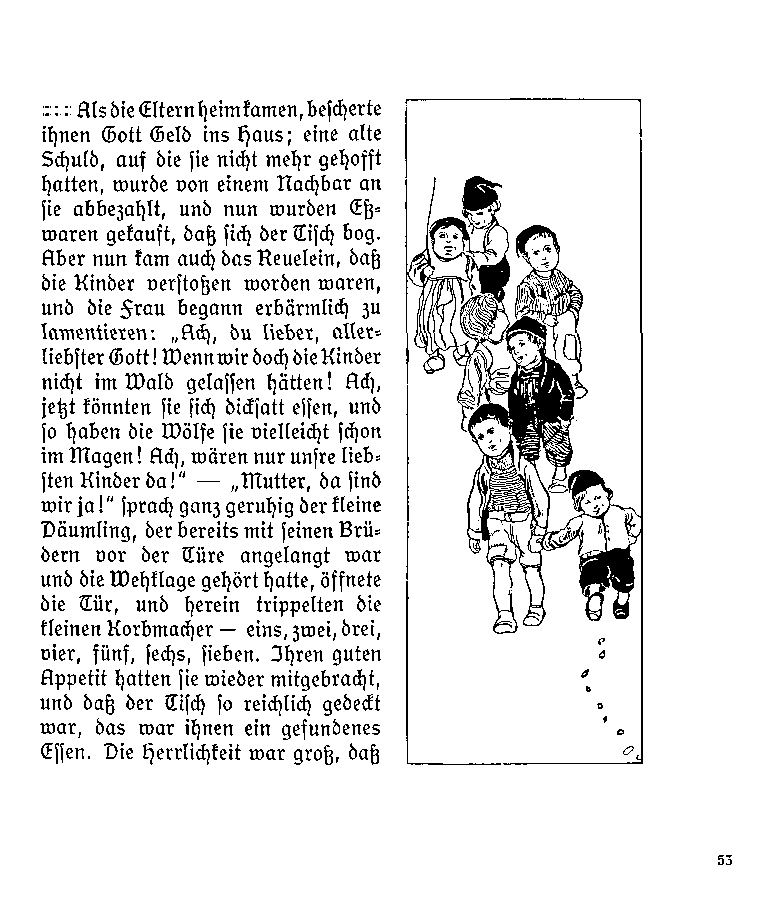 :::: Als die Eltern heimkamen, bescherte
ihnen Gott Geld ins Haus; eine alte
Schuld, auf die sie nicht mehr gehofft
hatten, wurde von einem Nachbar an
sie abbezahlt, und nun wurden Eß=
waren gekauft, daß sich der Tisch bog.
Aber nun kam auch das Reuelein, daß
die Kinder verstoßen worden waren,
und die Frau begann erbärmlich zu
lamentieren: „Ach, du lieber, aller=
liebster Gott! Wenn wir doch die Kinder
nicht im Wald gelassen hätten! Ach,
jetzt könnten sie sich dicksatt essen, und
so haben die Wölfe sie vielleicht schon
im Magen! Ach, wären nur unsre lieb=
sten Kinder da!“ — „Mutter, da sind
wir ja!“ sprach ganz geruhig der kleine
Däumling, der bereits mit seinen Brü=
dern vor der Türe angelangt war
und die Wehklage gehört hatte, öffnete
die Tür, und herein trippelten die
kleinen Korbmacher — eins, zwei, drei,
vier, fünf, sechs, sieben. Ihren guten
Appetit hatten sie wieder mitgebracht,
und daß der Tisch so reichlich gedeckt
war, das war ihnen ein gefundenes
Essen. Die Herrlichkeit war groß, daß
53